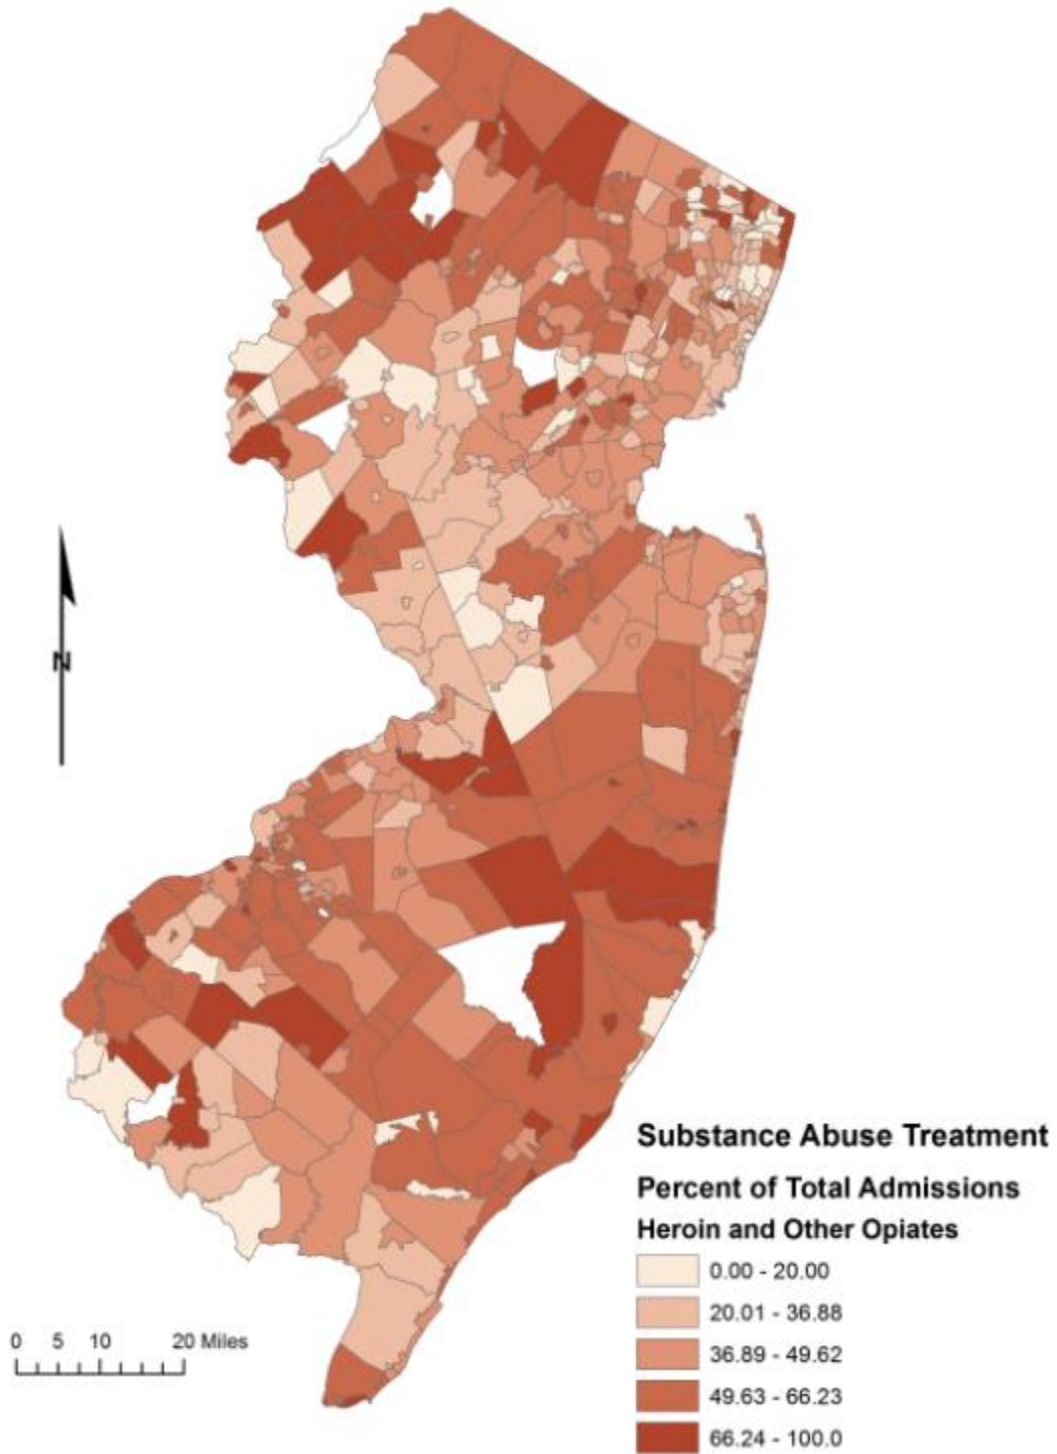 N
Substance Abuse Treatment
Percent of Total Admissions
Heroin and Other Opiates
0.00 - 20.00
20.01 - 36.88
36.89 - 49.62
49.63 - 66.23
66.24 - 100.0
0 5 10 20 Miles